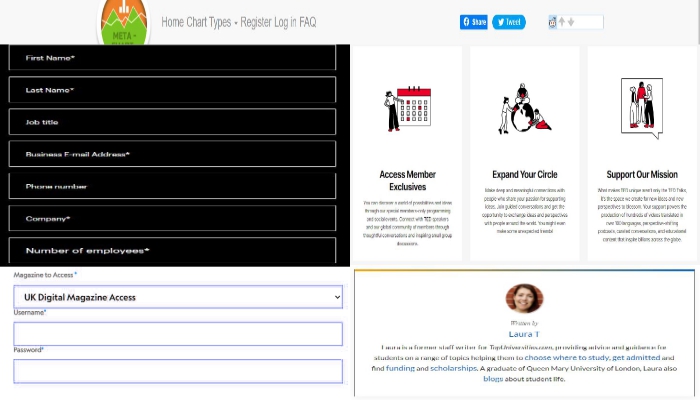 META -
Home Chart Types Register Log in FAQ
Share
Tweet
First Name*
Last Name*
Job title
Business E-mail Address*
Phone number
Company*
Number of employees*
Access Member
Exclusives
You can discover a world of possibilities and ideas
through our special members-only programming
and social events. Connect with TED speakers
and our global community of members through
thoughtful conversations and inspiring small group
discussions.
Expand Your Circle
Make deep and meaningful connections with
people who share your passion for supporting
ideas. Join guided conversations and get the
opportunity to exchange ideas and perspectives
with people around the world. You might even
make some unexpected friends!
Support Our Mission
What makes TED unique isn't only the TED Talks,
it's the space we create for new ideas and new
perspectives to blossom. Your support powers the
production of hundreds of videos translated in
over 100 languages, perspective-shifting
podcasts, curated conversations, and educational
content that inspire billions across the globe.
Magazine to Access *
UK Digital Magazine Access
Username*
Password*
Written by
Laura T
Laura is a former staff writer for TopUniversities.com, providing advice and guidance for
students on a range of topics helping them to choose where to study, get admitted and
find funding and scholarships. A graduate of Queen Mary University of London, Laura also
blogs about student life.